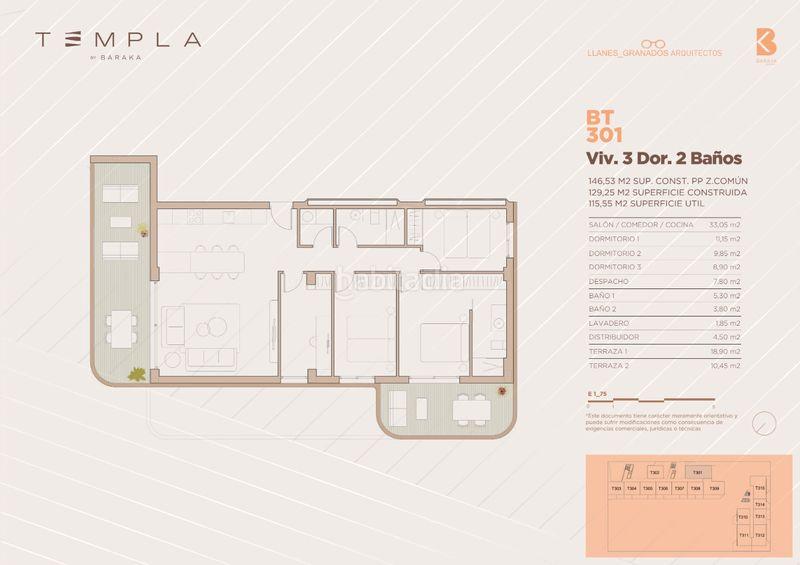 TEMPLA
BY BARAKA
LLANES_GRANADOS ARQUITECTOS
BARAKA
BT
301
Viv. 3 Dor. 2 Baños
146,53 M2 SUP. CONST. PP Z.COMÚN
129,25 M2 SUPERFICIE CONSTRUIDA
115,55 M2 SUPERFICIE UTIL
SALÓN / COMEDOR / COCINA 33,05 m2
DORMITORIO 1 11,15 m2
DORMITORIO 2 9,85 m2
DORMITORIO 3 8,90 m2
DESPACHO 7,80 m2
BAÑO 1 5,30 m2
BAÑO 2 3,80 m2
LAVADERO 1,85 m2
DISTRIBUIDOR 4,50 m2
TERRAZA 1 18,90 m2
TERRAZA 2 10,45 m2
habitaclia
E 1_75
0 1 5
*Este documento tiene carácter meramente orientativo y
puede sufrir modificaciones como consecuencia de
exigencias comerciales, jurídicas o técnicas
T302 T301
T303 T304 T305 T306 T307 T308 T309
T315
T314
T310 T313
T311 T312